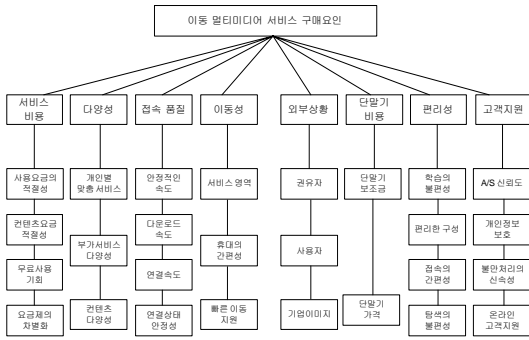 이동 멀티미디어 서비스 구매요인
서비스
비용
다양성
접속 품질
이동성
외부상황
단말기
비용
편리성
고객지원
사용요금의
적절성
컨텐츠요금
적절성
무료사용
기회
요금제의
차별화
개인별
맞춤 서비스
부가서비스
다양성
컨텐츠
다양성
안정적인
속도
다운로드
속도
연결속도
연결상태
안정성
서비스 영역
휴대의
간편성
빠른 이동
지원
권유자
사용자
기업이미지
단말기
보조금
단말기
가격
학습의
불편성
편리한 구성
접속의
간편성
탐색의
불편성
A/S 신뢰도
개인정보
보호
불만처리의
신속성
온라인
고객지원